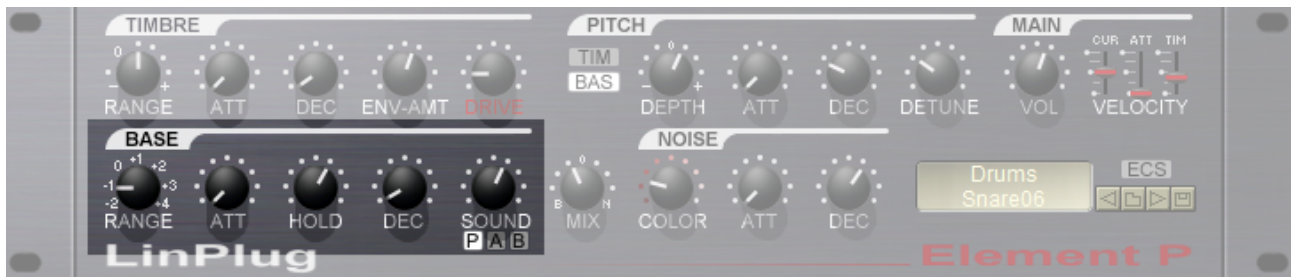 TIMBRE PITCH MAIN
0 0 CUR ATT TIM
TIM
BAS
- + - +
RANGE ATT DEC ENV-AMT DRIVE DEPTH ATT DEC DETUNE VOL VELOCITY
BASE NOISE
-2 -1 0 +1 +2 +3 +4 0 B N
RANGE ATT HOLD DEC SOUND MIX COLOR ATT DEC
P A B
Drums
Snare06
ECS
LinPlug Element P